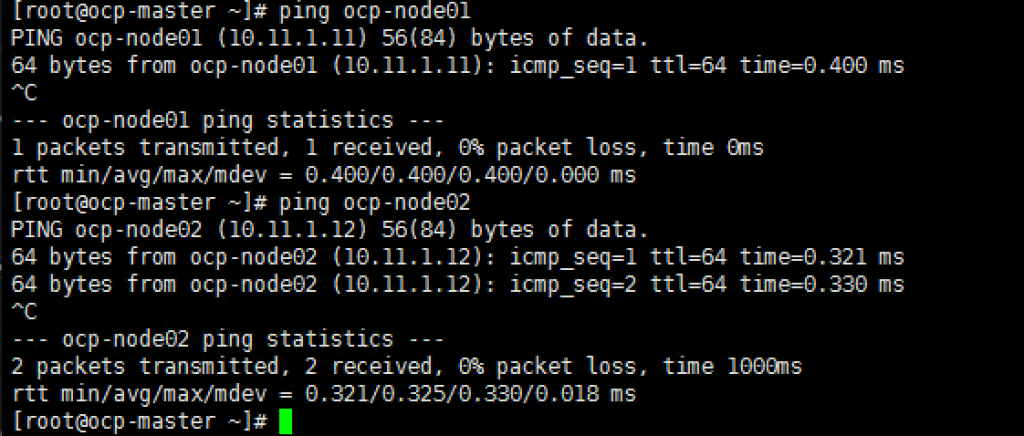 [root@ocp-master ~]# ping ocp-node01
PING ocp-node01 (10.11.1.11) 56(84) bytes of data.
64 bytes from ocp-node01 (10.11.1.11): icmp_seq=1 ttl=64 time=0.400 ms
^C
--- ocp-node01 ping statistics ---
1 packets transmitted, 1 received, 0% packet loss, time 0ms
rtt min/avg/max/mdev = 0.400/0.400/0.400/0.000 ms
[root@ocp-master ~]# ping ocp-node02
PING ocp-node02 (10.11.1.12) 56(84) bytes of data.
64 bytes from ocp-node02 (10.11.1.12): icmp_seq=1 ttl=64 time=0.321 ms
64 bytes from ocp-node02 (10.11.1.12): icmp_seq=2 ttl=64 time=0.330 ms
^C
--- ocp-node02 ping statistics ---
2 packets transmitted, 2 received, 0% packet loss, time 1000ms
rtt min/avg/max/mdev = 0.321/0.325/0.330/0.018 ms
[root@ocp-master ~]#